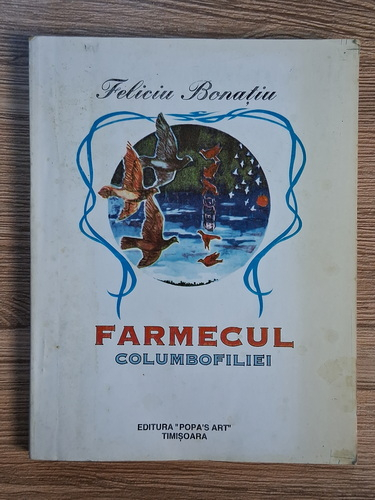 Feliciu Bonațiu
FARMECUL
COLUMBOFILIEI
EDITURA "POPA'S ART"
TIMIȘOARA